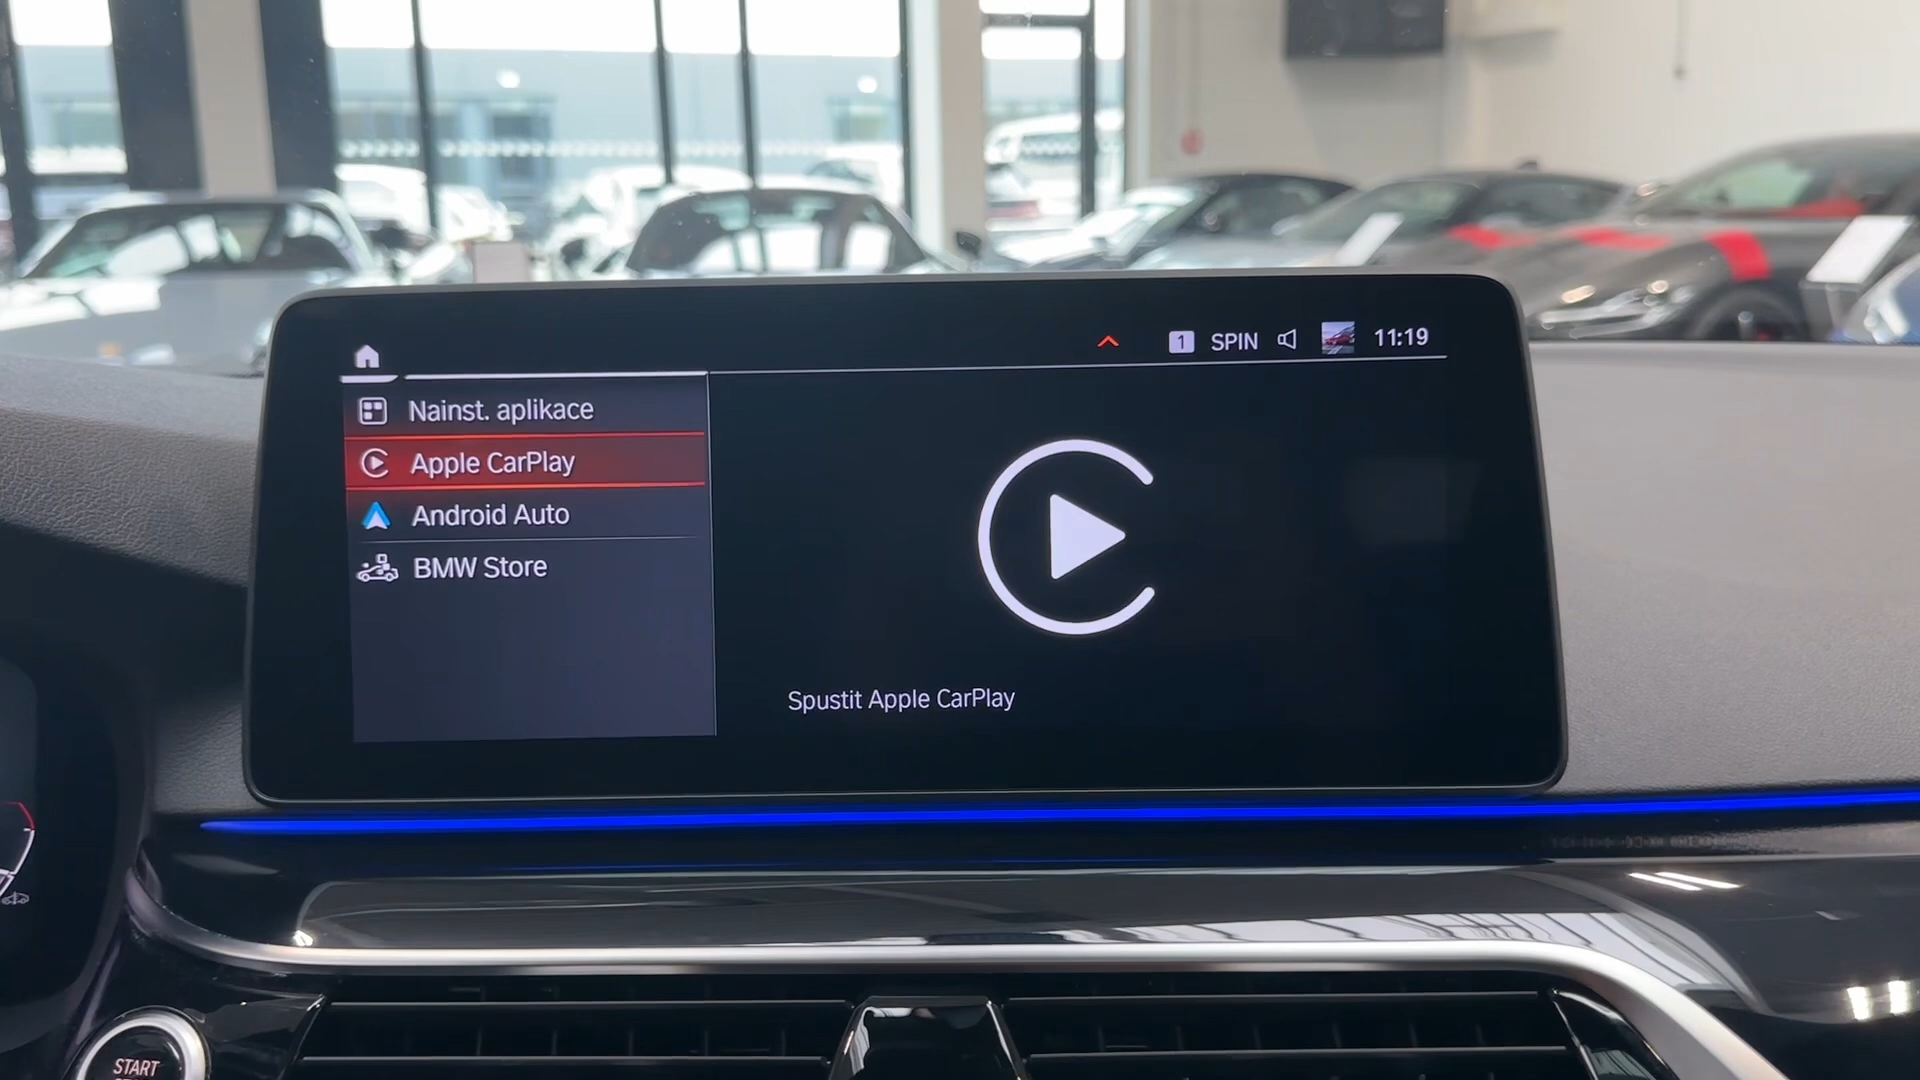 1 SPIN 11:19
Nainst. aplikace
Apple CarPlay
Android Auto
BMW Store
Spustit Apple CarPlay
START